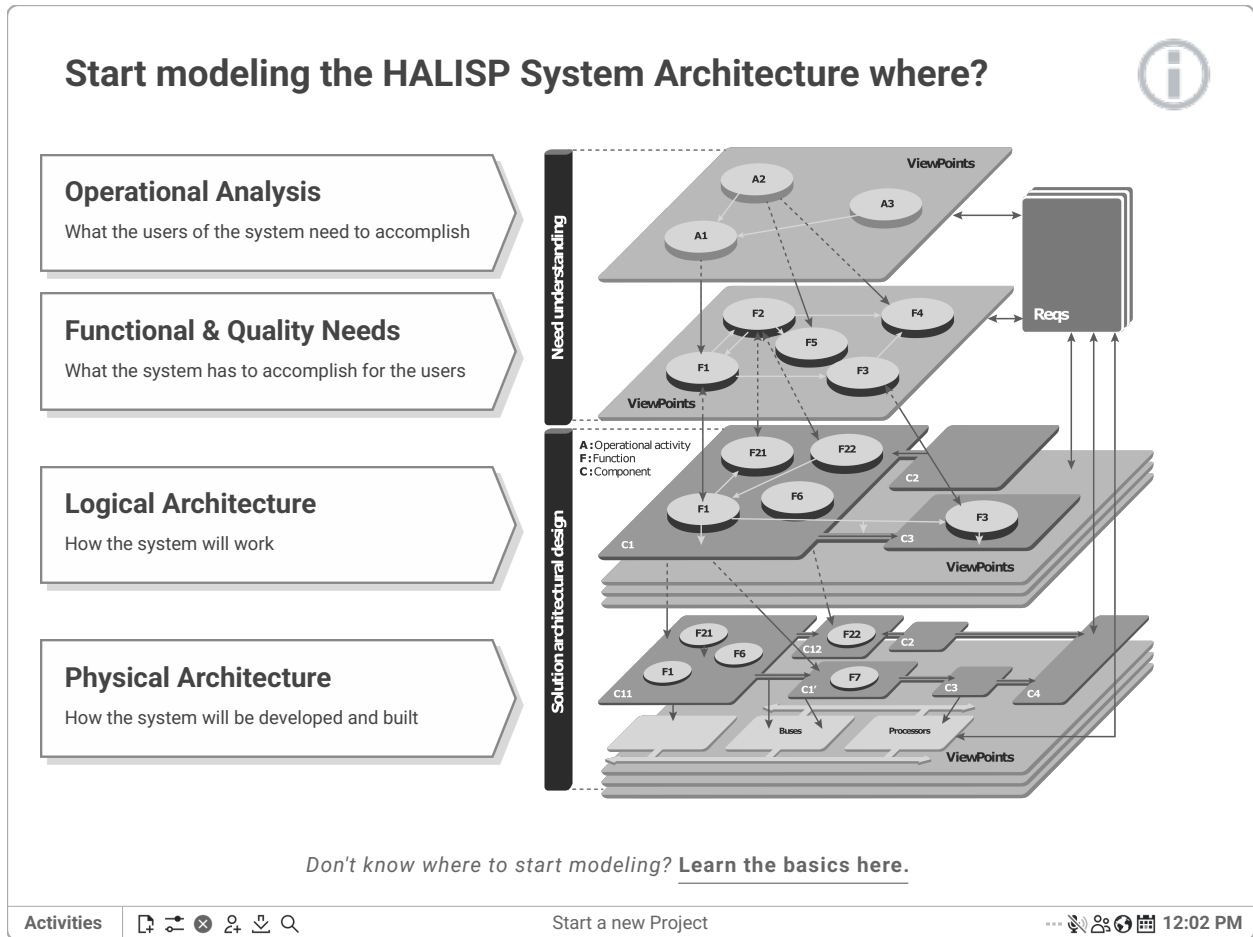 Start modeling the HALISP System Architecture where?
Operational Analysis
What the users of the system need to accomplish
Functional & Quality Needs
What the system has to accomplish for the users
Logical Architecture
How the system will work
Physical Architecture
How the system will be developed and built
Need understanding
Solution architectural design
ViewPoints
A2
A3
A1
Reqs
F2
F4
F5
F1
F3
ViewPoints
A: Operational activity
F: Function
C: Component
F21
F22
C2
F6
F1
F3
C1
C3
ViewPoints
F21
F22
C2
C12
F6
F1
F7
C11
C1'
C3
C4
Buses
Processors
ViewPoints
Don't know where to start modeling? Learn the basics here.
Activities
Start a new Project
12:02 PM